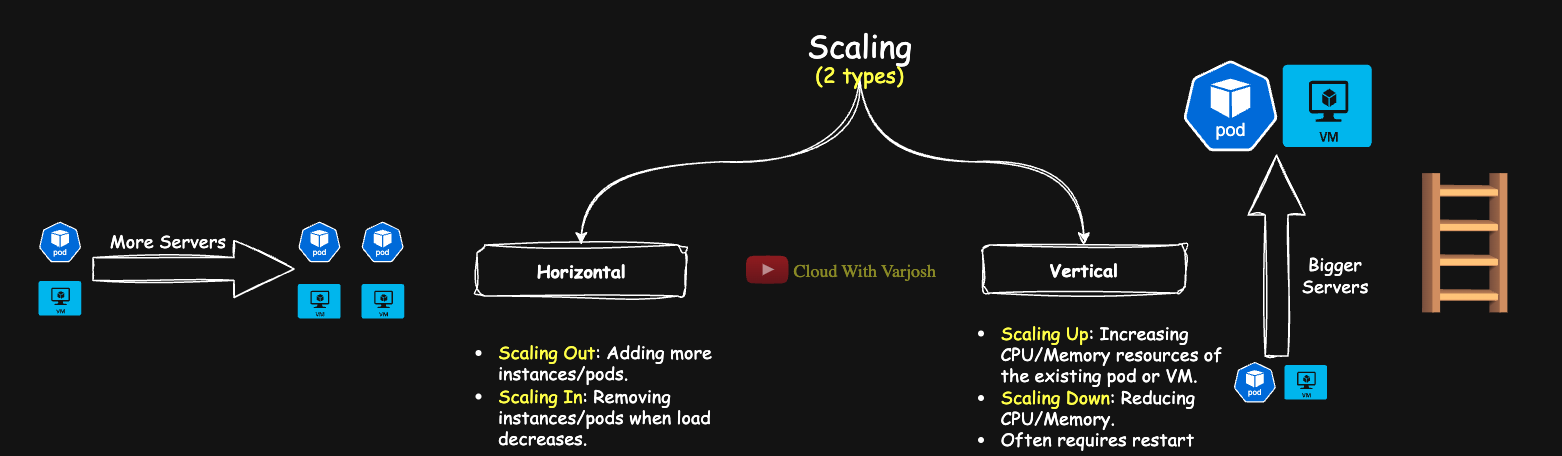 Scaling
(2 types)
pod
VM
More Servers
pod
pod
pod
VM
VM
VM
Horizontal
Cloud With Varjosh
Vertical
Bigger
Servers
• Scaling Out: Adding more
instances/pods.
• Scaling In: Removing
instances/pods when load
decreases.
• Scaling Up: Increasing
CPU/Memory resources of
the existing pod or VM.
• Scaling Down: Reducing
CPU/Memory.
• Often requires restart
pod
VM